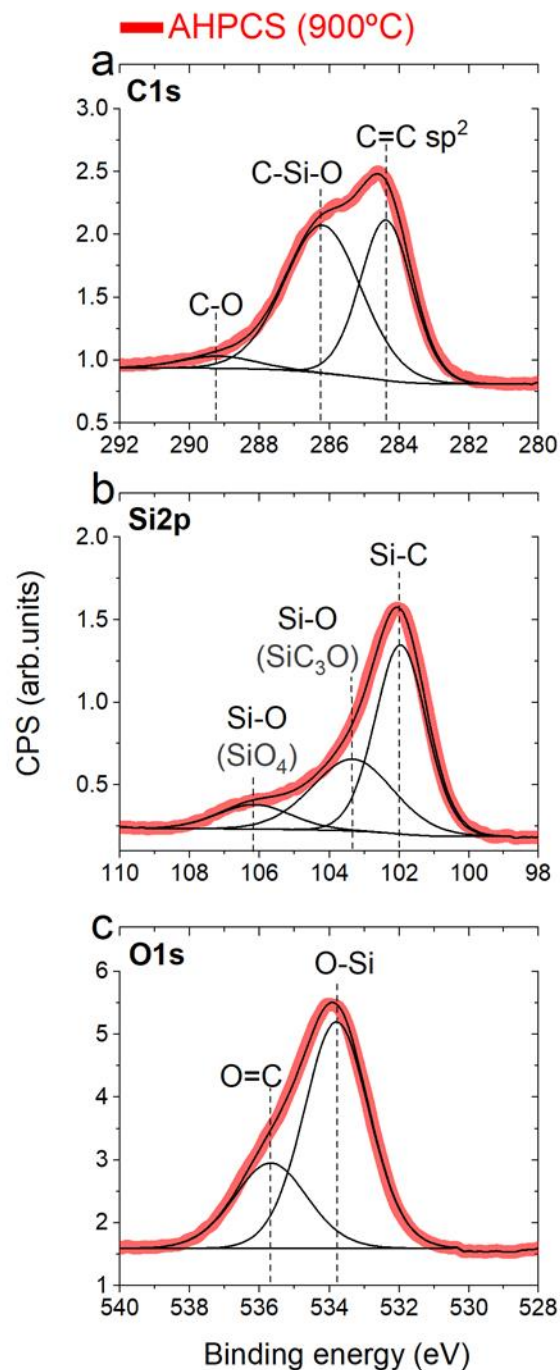 AHPCS (900ºC)
a
C1s
C=C sp²
C-Si-O
C-O
3.0
2.5
2.0
1.5
1.0
0.5
292 290 288 286 284 282 280
b
Si2p
Si-C
Si-O
(SiC₃O)
Si-O
(SiO₄)
2.0
1.5
1.0
0.5
110 108 106 104 102 100 98
CPS (arb.units)
c
O1s
O-Si
O=C
6
5
4
3
2
1
540 538 536 534 532 530 528
Binding energy (eV)